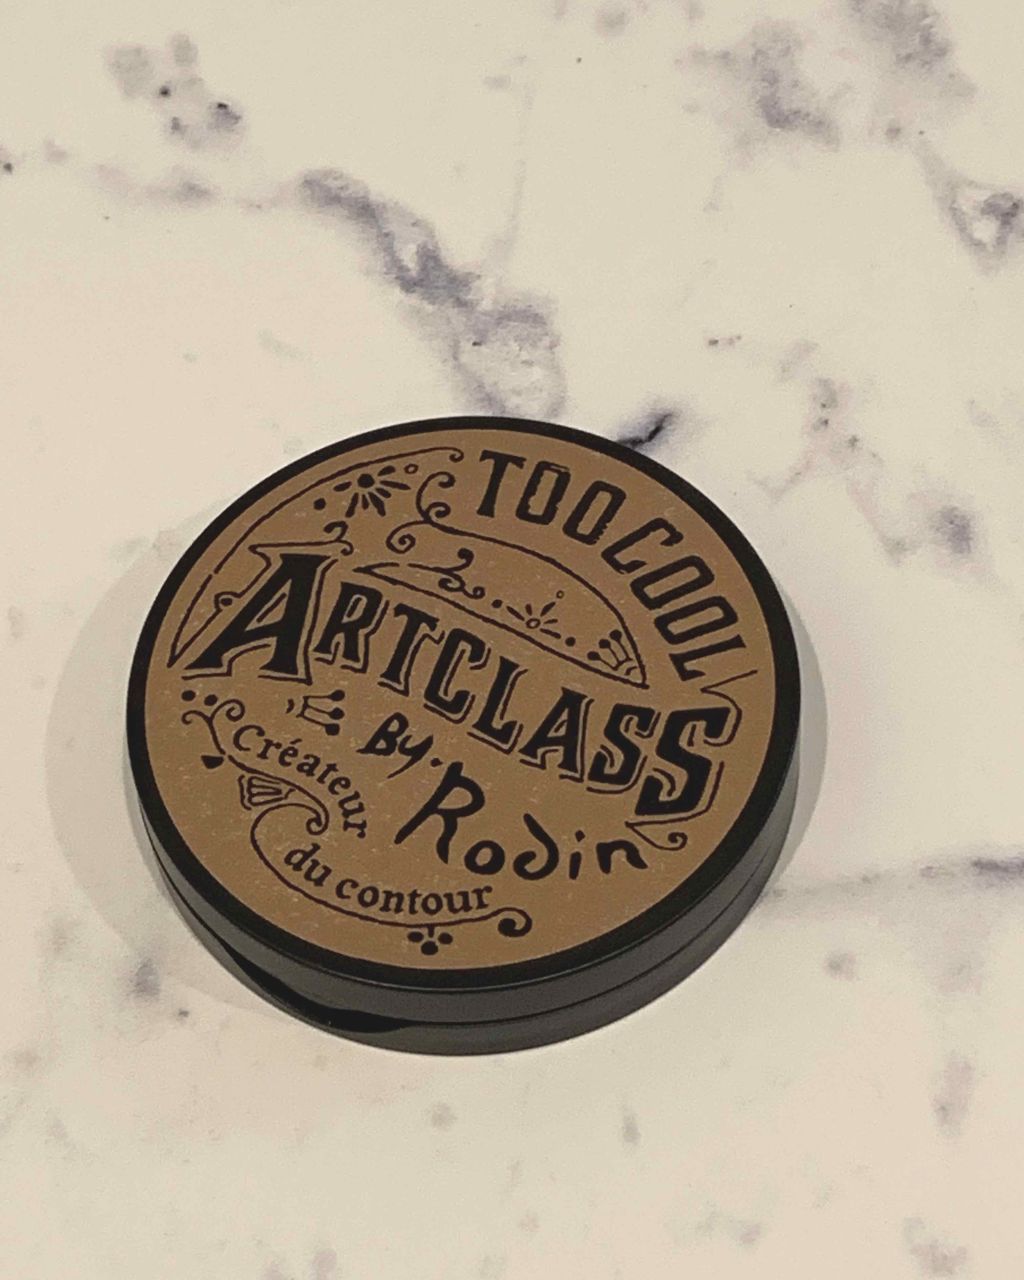 TOO COOL
ARTCLASS
By. Rodin
Créateur
du contour